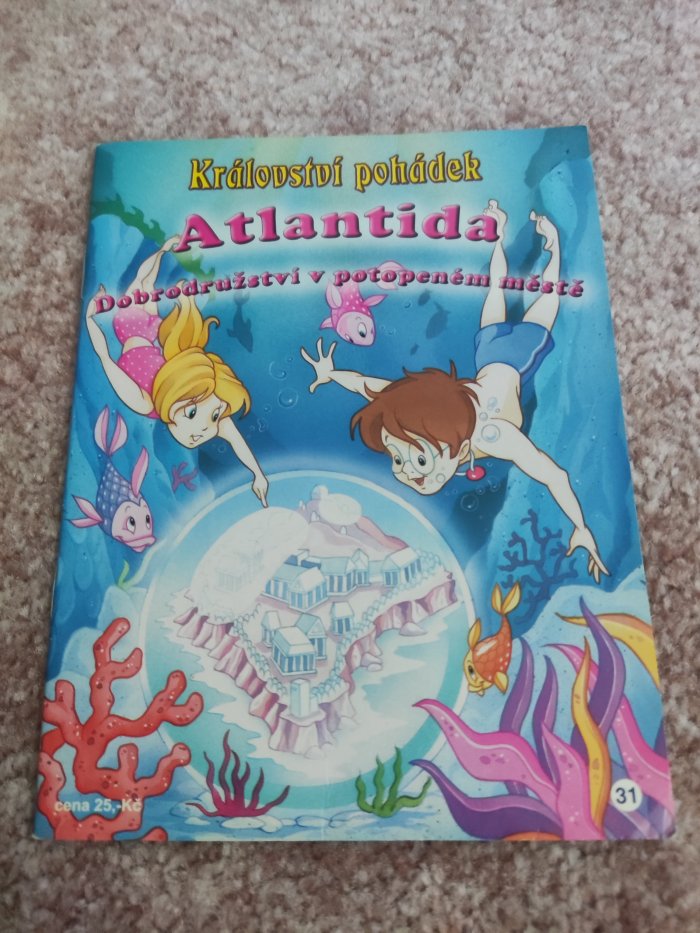 Království pohádek
Atlantida
Dobrodružství v potopeném městě
cena 25,-Kč
31